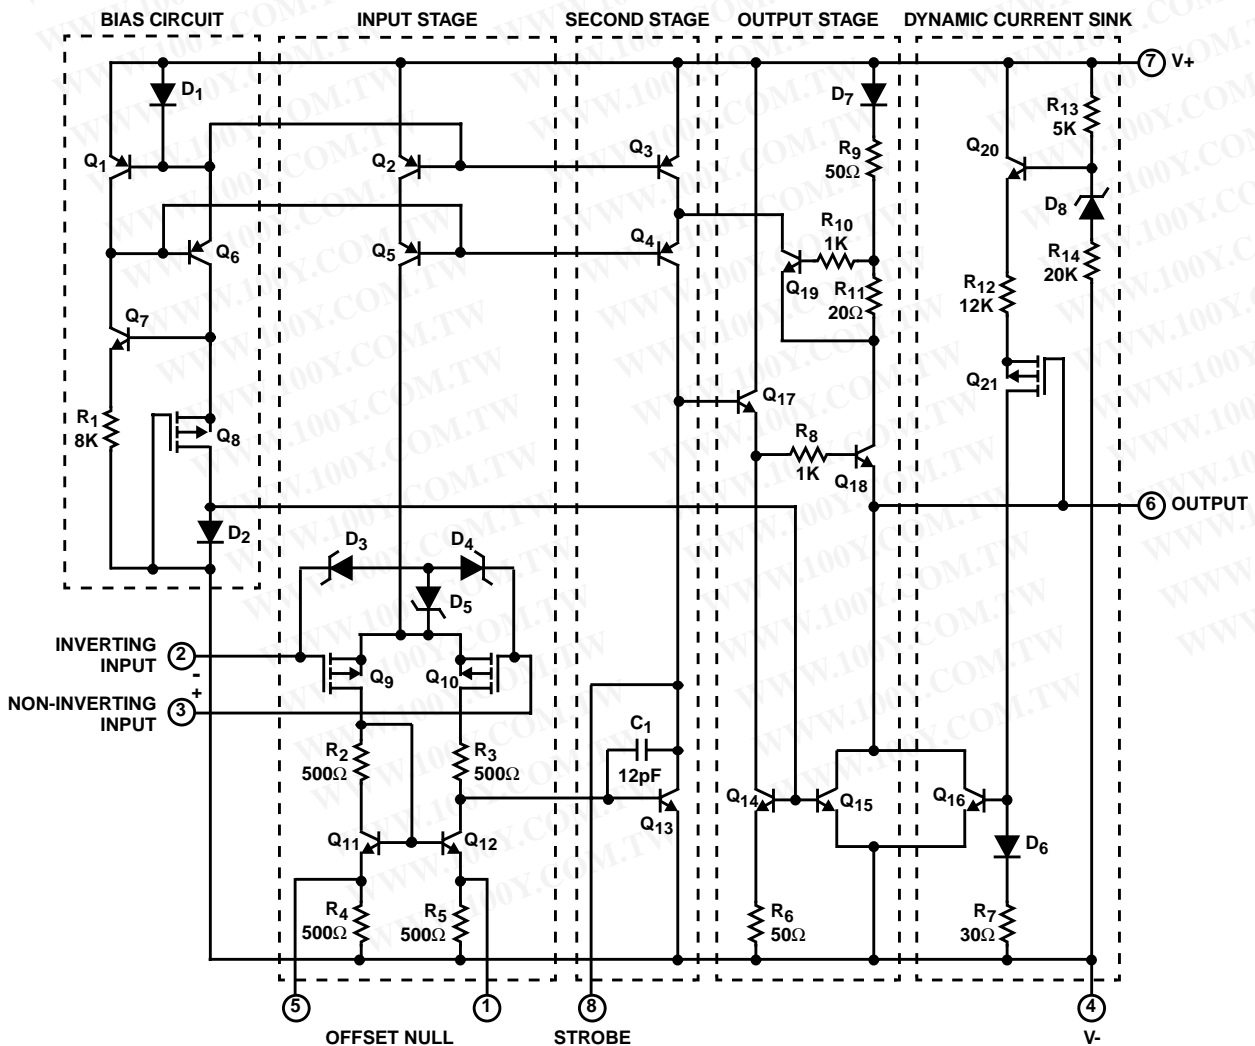 BIAS CIRCUIT
INPUT STAGE
SECOND STAGE
OUTPUT STAGE
DYNAMIC CURRENT SINK
7 V+
D1
D7
R13
5K
Q1
Q2
Q3
R9
50Ω
Q20
D8
Q6
Q5
Q4
R10
1K
Q19
R11
20Ω
R14
20K
R12
12K
Q7
Q21
R1
8K
Q8
Q17
R8
1K
Q18
6 OUTPUT
D2
D3
D4
D5
INVERTING
INPUT
2
-
Q9
Q10
+
NON-INVERTING
INPUT
3
R2
500Ω
R3
500Ω
C1
12pF
Q13
Q14
Q15
Q16
Q11
Q12
D6
R4
500Ω
R5
500Ω
R6
50Ω
R7
30Ω
5
1
8
4
OFFSET NULL
STROBE
V-
WWW.100Y.COM.TW